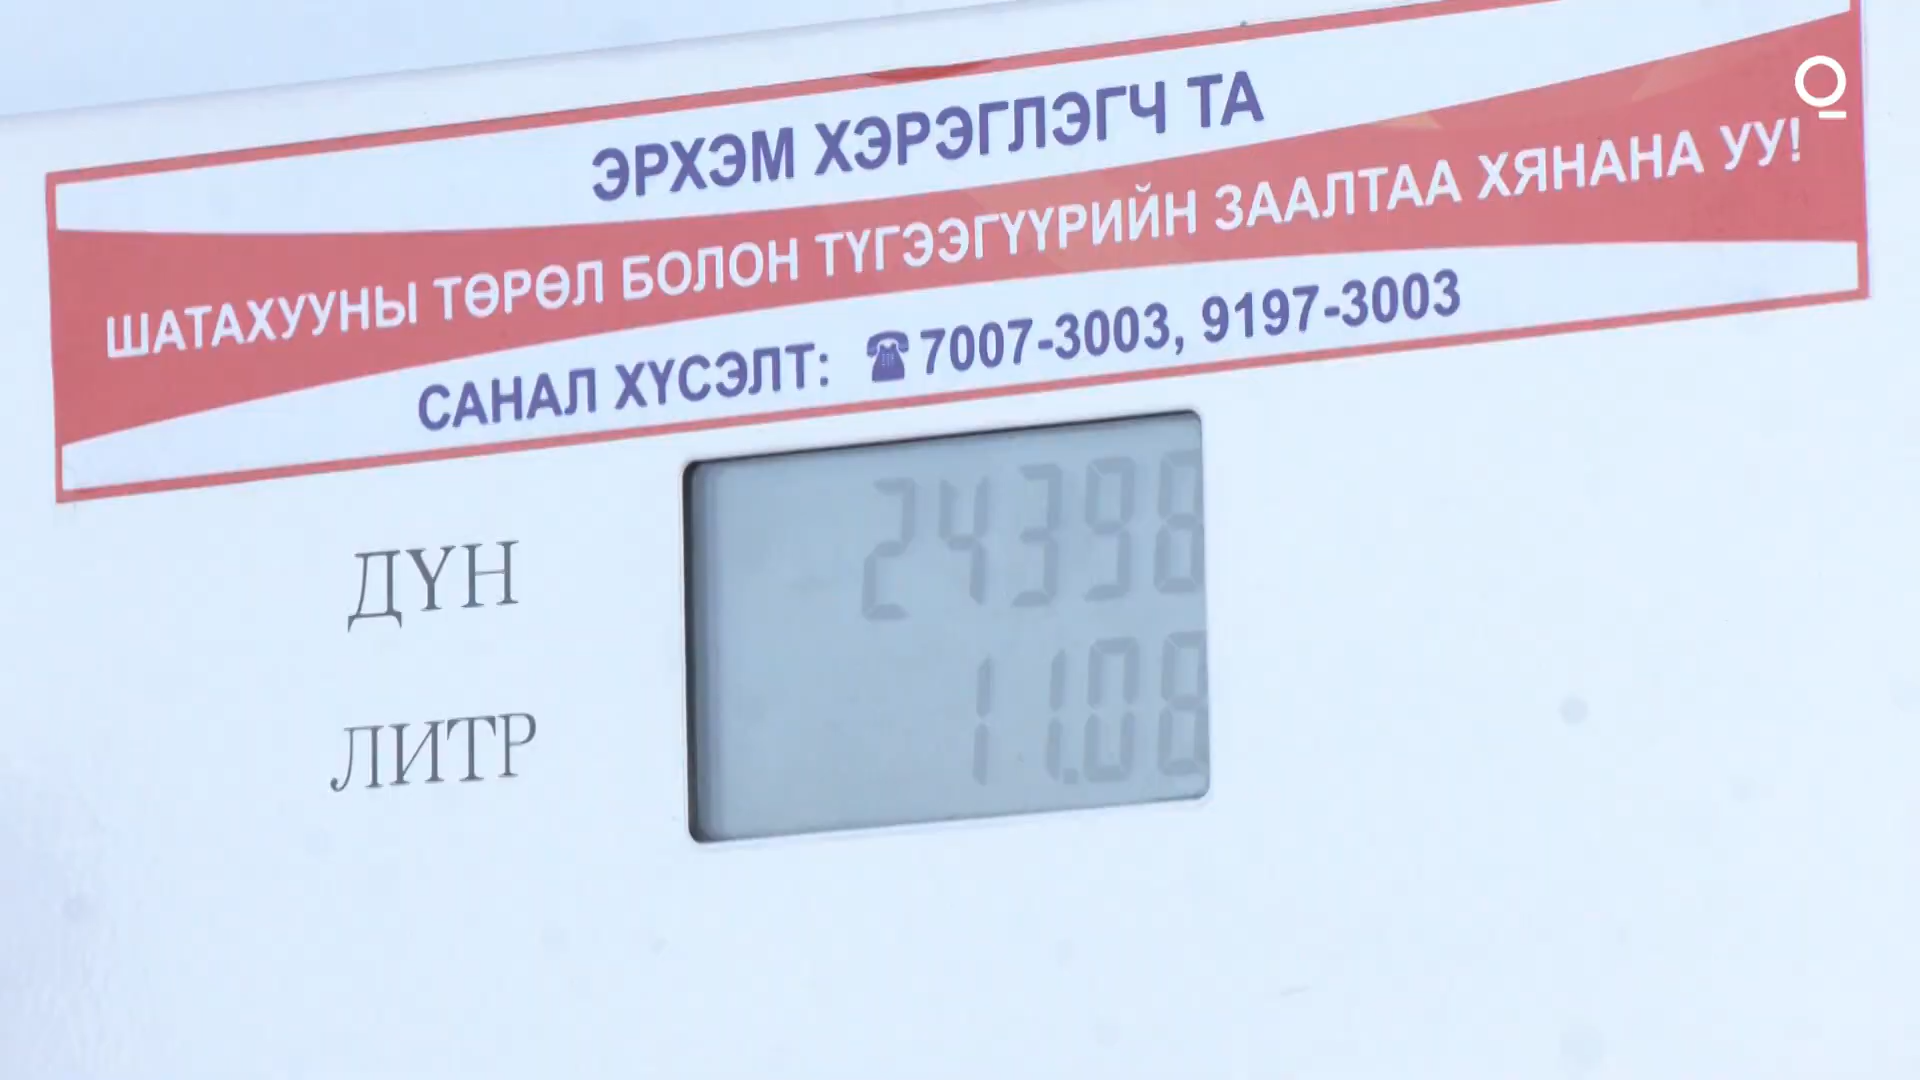 ЭРХЭМ ХЭРЭГЛЭГЧ ТА
ШАТАХУУНЫ ТӨРӨЛ БОЛОН ТҮГЭЭГҮҮРИЙН ЗААЛТАА ХЯНАНА УУ!
САНАЛ ХҮСЭЛТ: ☎7007-3003, 9197-3003
ДҮН 24398
ЛИТР 11.08